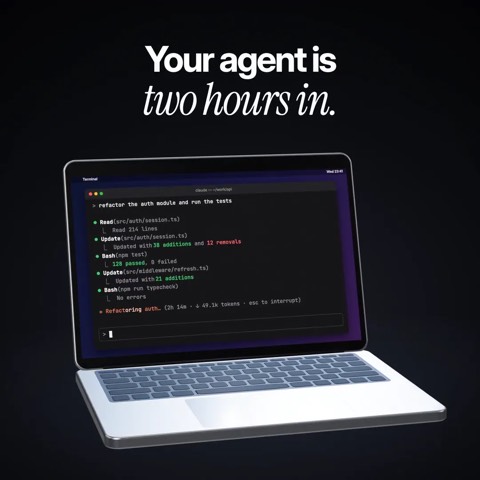 Your agent is
two hours in.
Terminal
Wed 23:41
> refactor the auth module and run the tests
Read(src/auth/session.ts)
Read 214 lines
Update(src/auth/session.ts)
Updated with 38 additions and 12 removals
Bash(npm test)
128 passed, 0 failed
Update(src/middleware/refresh.ts)
Updated with 21 additions
Bash(npm run typecheck)
No errors
Refactoring auth… (2h 14m · ↓ 49.1k tokens · esc to interrupt)
>